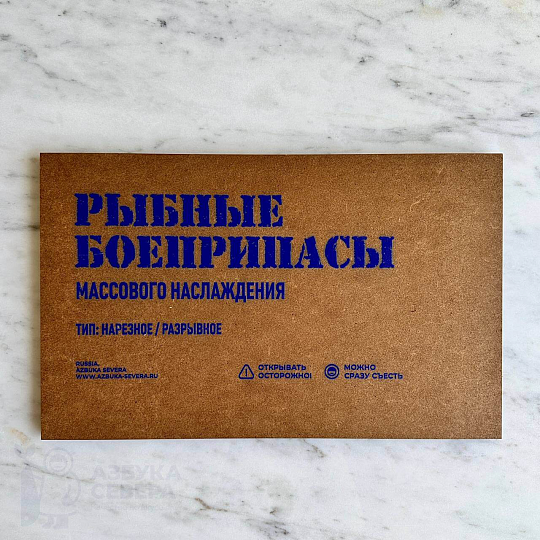 РЫБНЫЕ
БОЕПРИПАСЫ
МАССОВОГО НАСЛАЖДЕНИЯ
ТИП: НАРЕЗНОЕ / РАЗРЫВНОЕ
RUSSIA,
AZBUKA SEVERA
WWW.AZBUKA-SEVERA.RU
ОТКРЫВАТЬ
ОСТОРОЖНО!
МОЖНО
СРАЗУ СЪЕСТЬ
АЗБУКА
СЕВЕРА